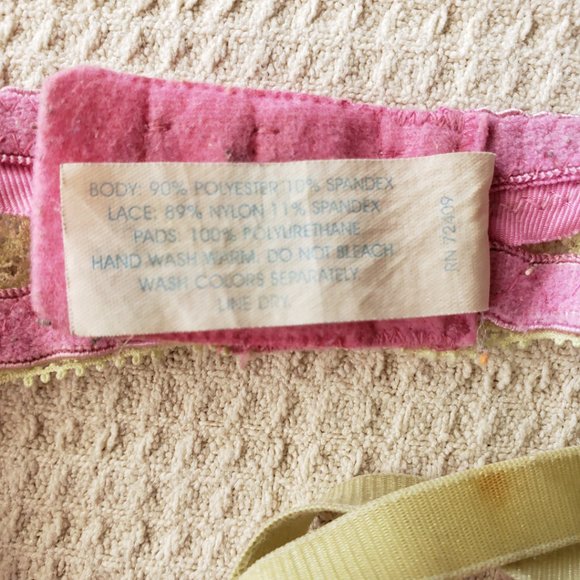 BODY: 90% POLYESTER 10% SPANDEX
LACE: 89% NYLON 11% SPANDEX
PADS: 100% POLYURETHANE
HAND WASH WARM. DO NOT BLEACH
WASH COLORS SEPARATELY.
LINE DRY.
RN 72409